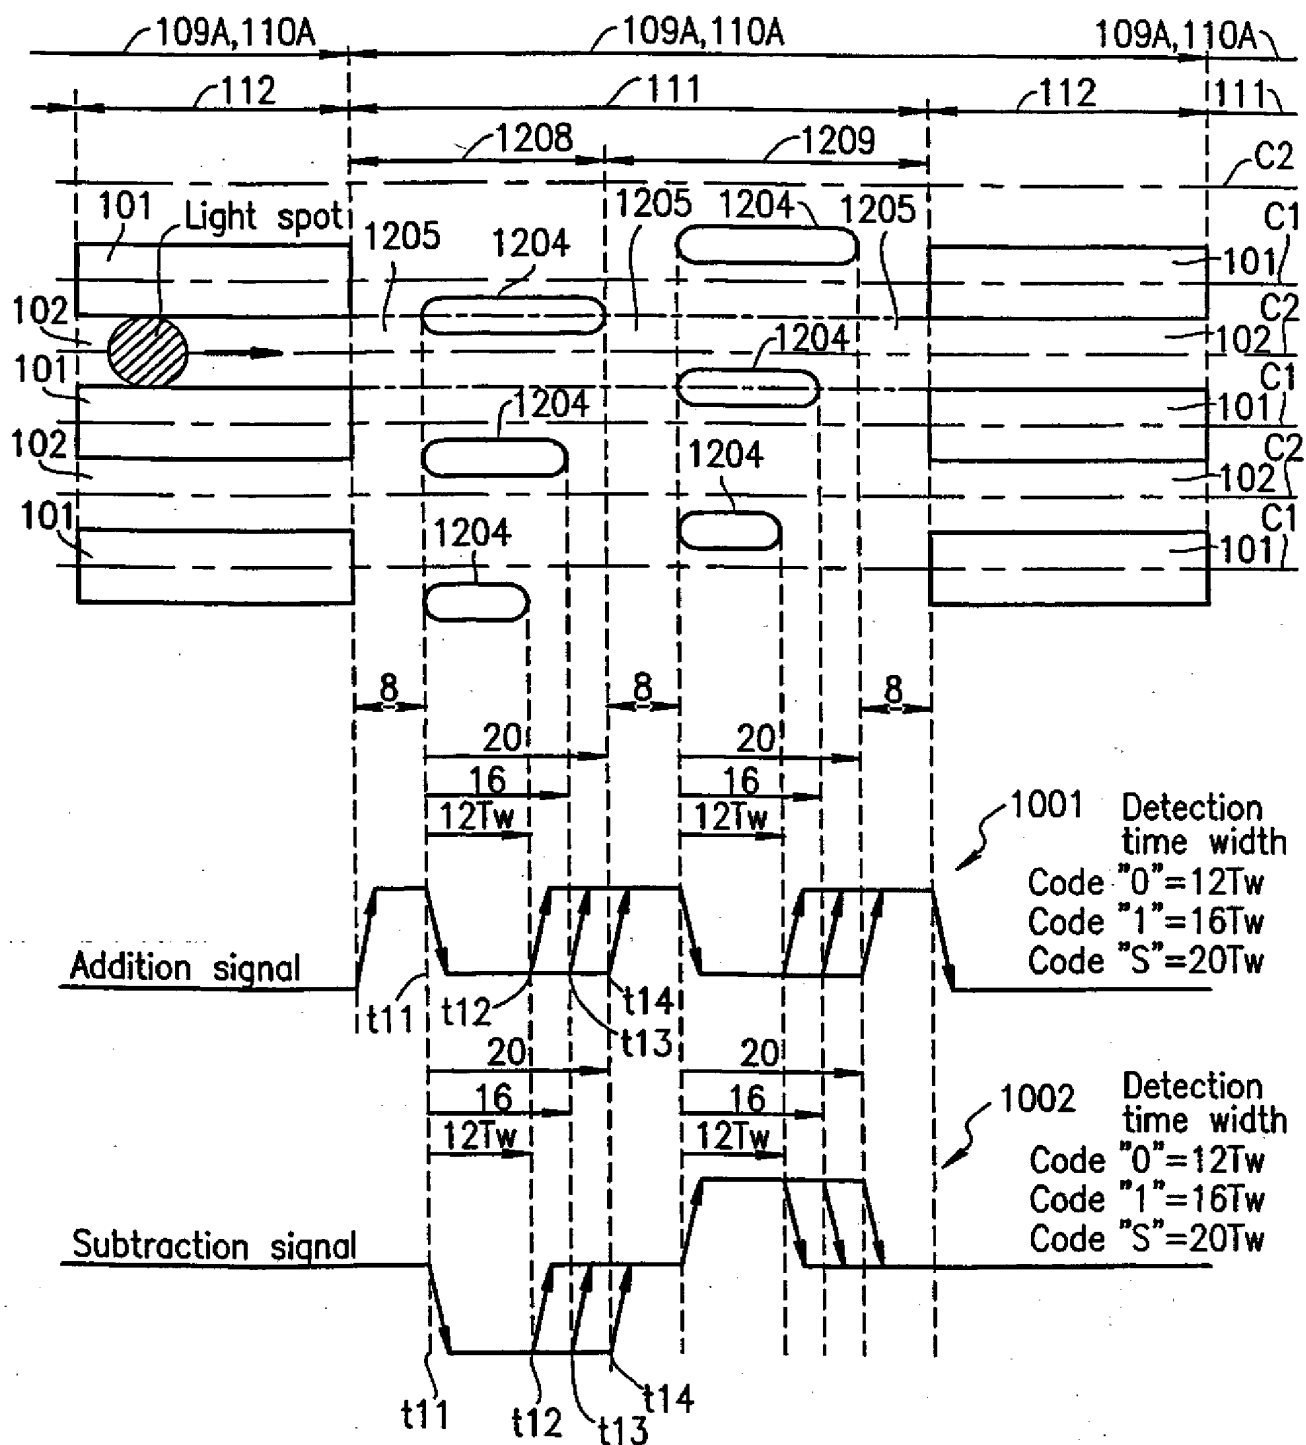 109A,110A 109A,110A 109A,110A
112 111 112 111
1208 1209
C2
101 Light spot 1205 1204 1205 1204 1205 C1
101
102 C2
102
1204
101 C1
101
1204
102 C2
1204
102
101 1204 C1
101
1204
8 8 8
20 20
16 16
12Tw 12Tw
1001 Detection
time width
Code "0"=12Tw
Code "1"=16Tw
Code "S"=20Tw
Addition signal
t11 t12 t14
t13
20 20
16 16
12Tw 12Tw
1002 Detection
time width
Code "0"=12Tw
Code "1"=16Tw
Code "S"=20Tw
Subtraction signal
t11 t12 t13 t14